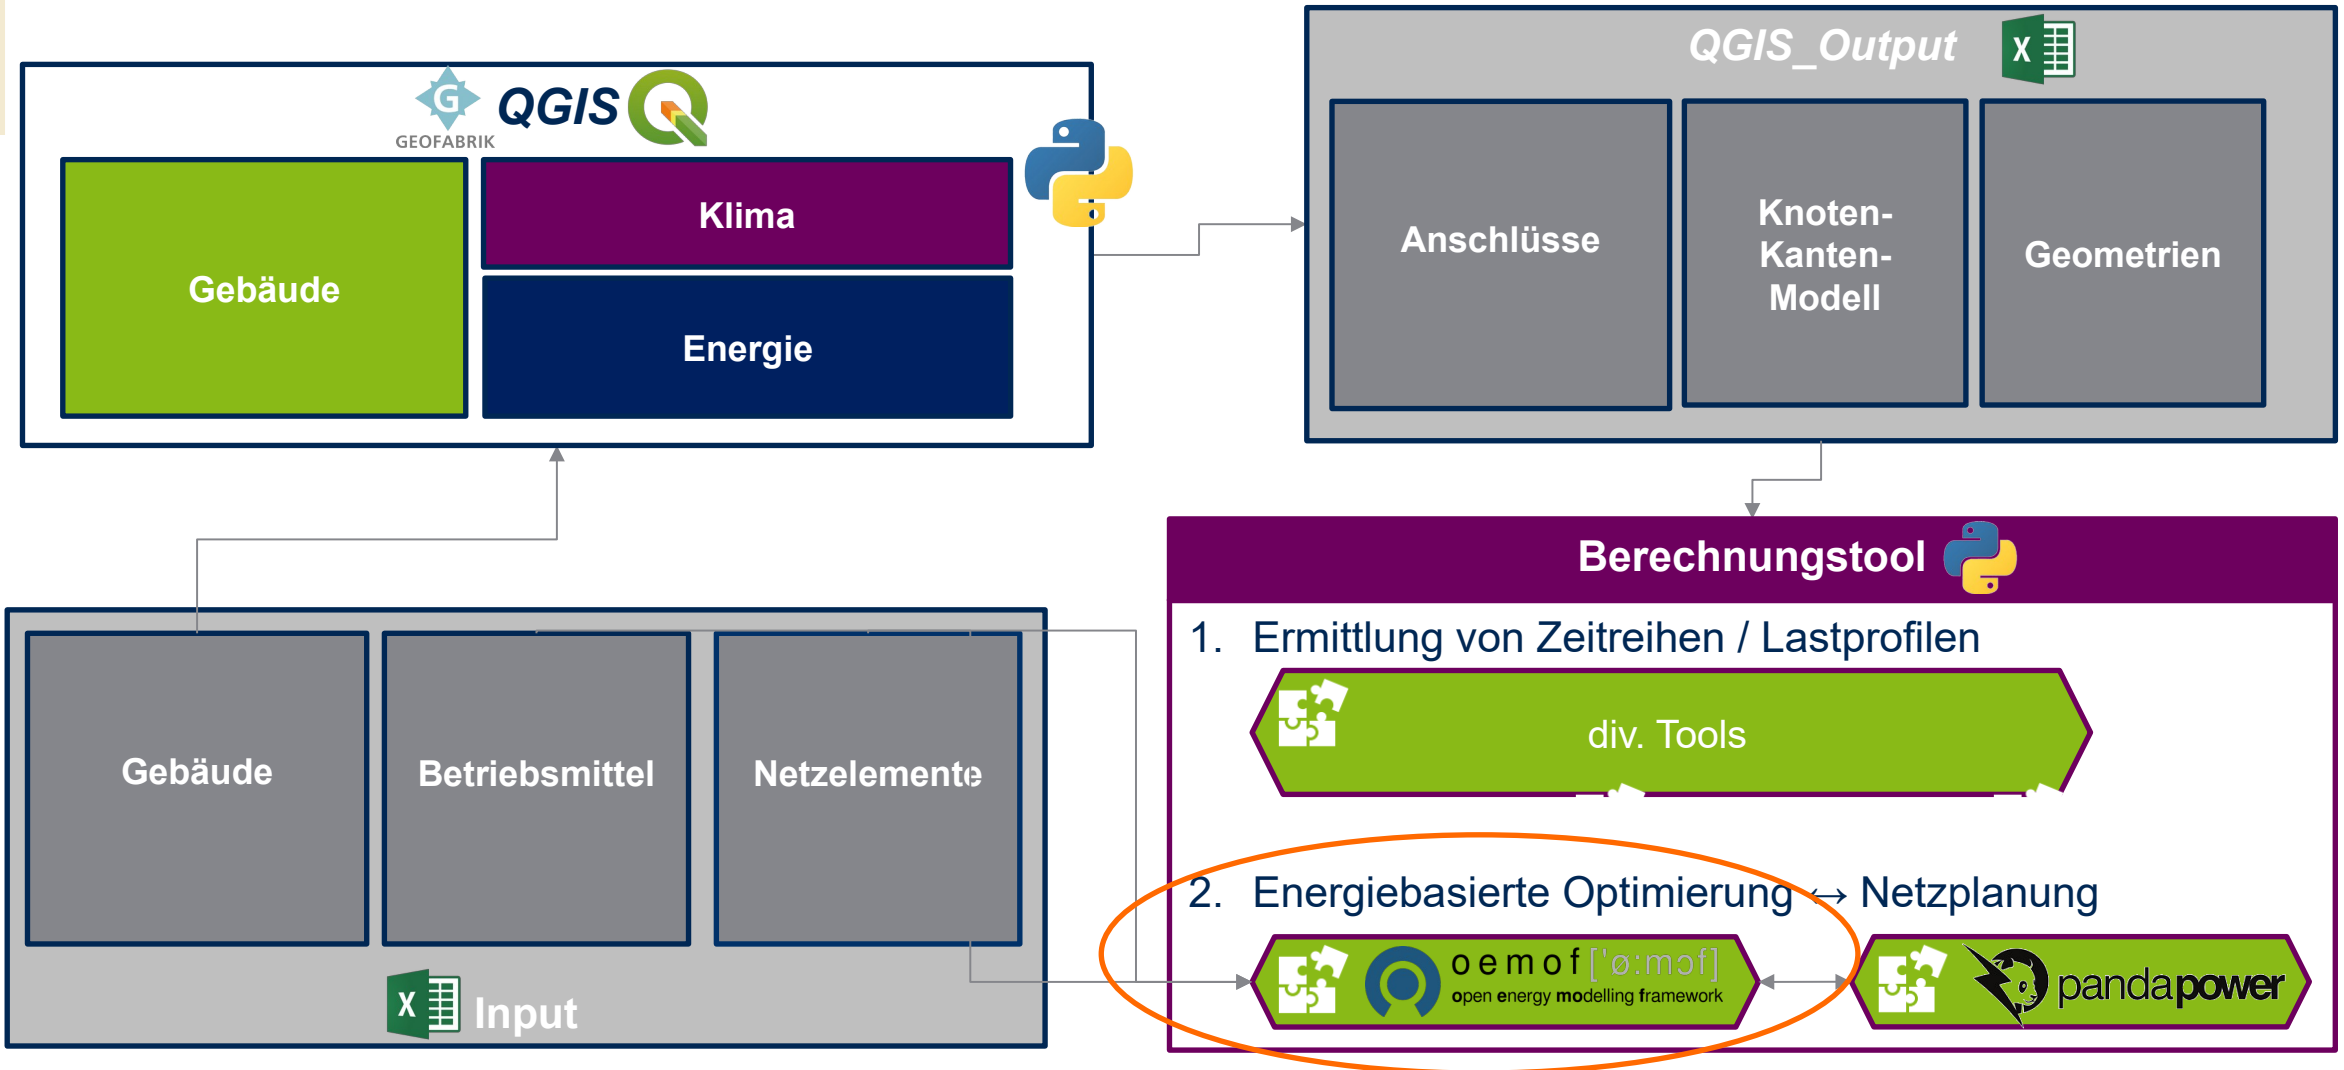 G
GEOFABRIK
QGIS
Gebäude
Klima
Energie
QGIS_Output
X
Anschlüsse
Knoten-
Kanten-
Modell
Geometrien
Gebäude
Betriebsmittel
Netzelemente
X
Input
Berechnungstool
1. Ermittlung von Zeitreihen / Lastprofilen
div. Tools
2. Energiebasierte Optimierung ↔ Netzplanung
oemof ['ø:mɔf]
open energy modelling framework
pandapower